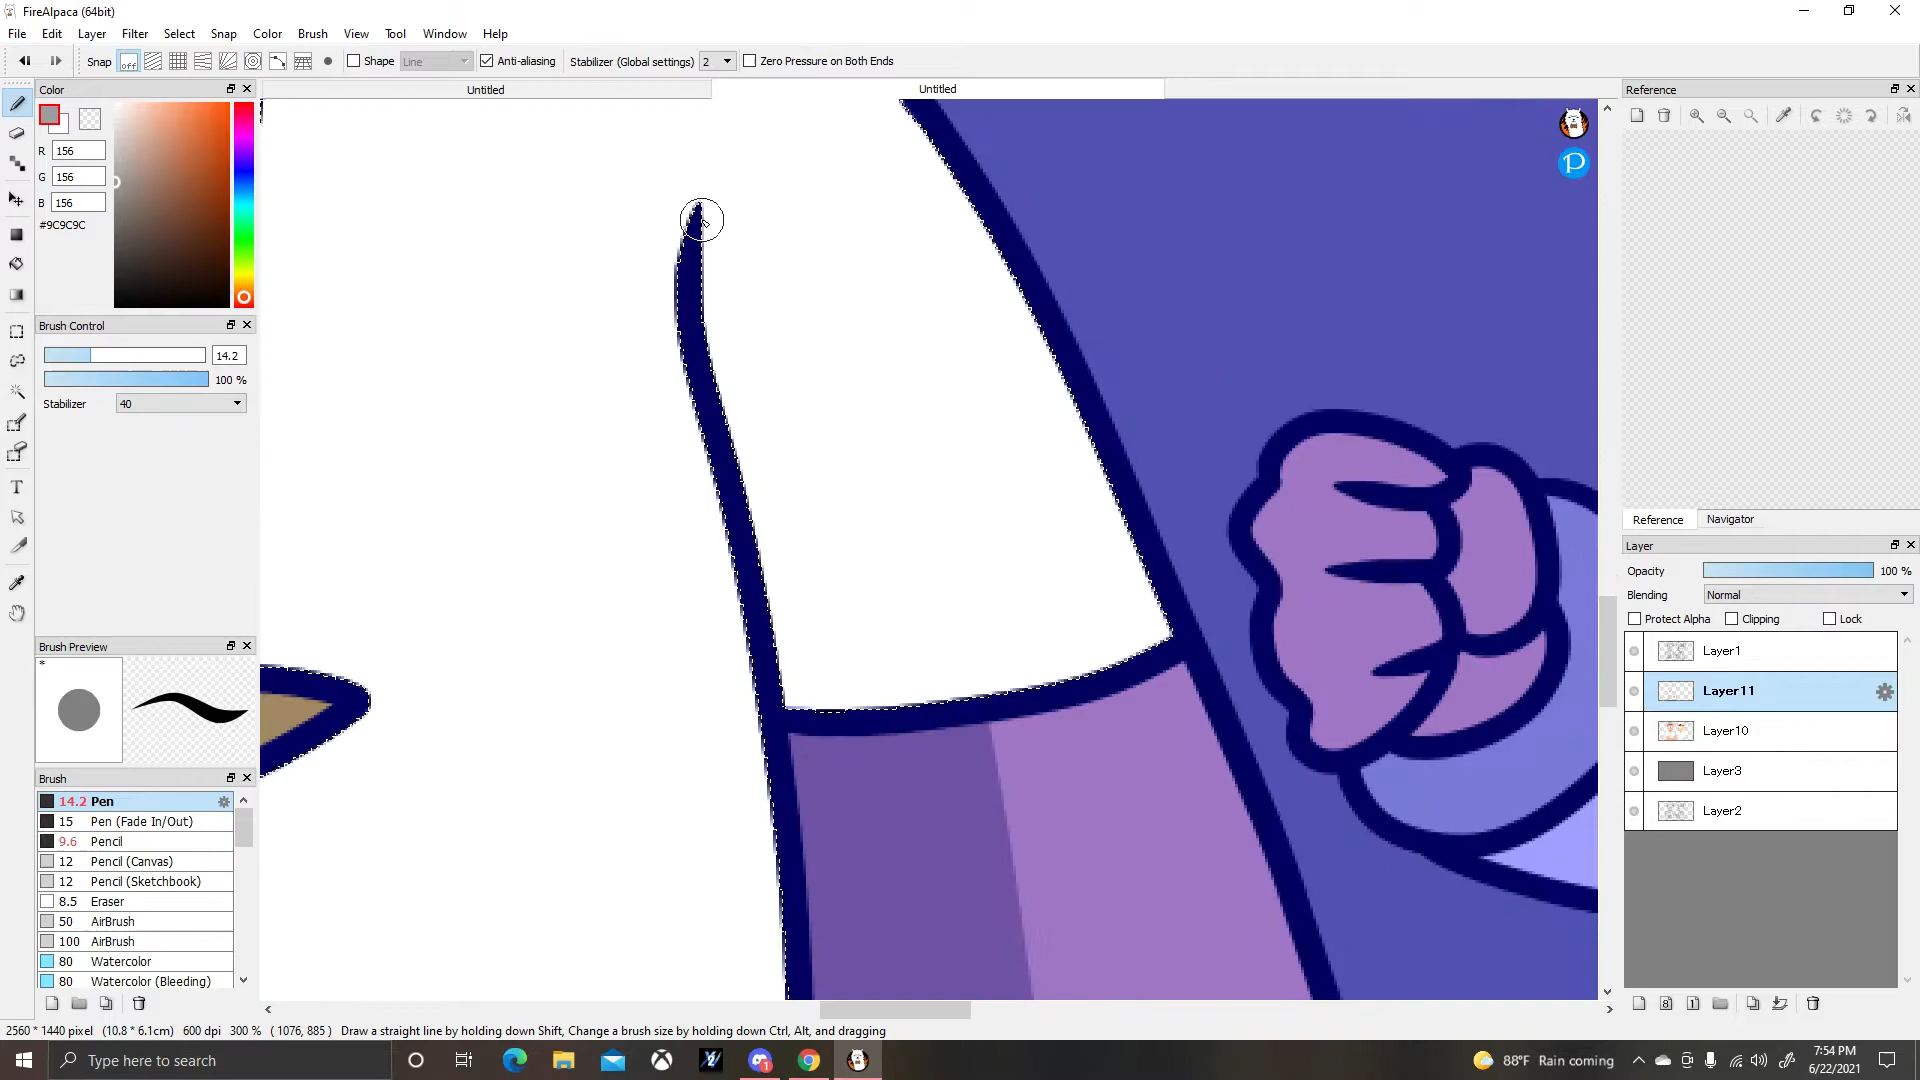 FireAlpaca (64bit)
File Edit Layer Filter Select Snap Color Brush View Tool Window Help
Snap off Shape Line Anti-aliasing Stabilizer (Global settings) 2 Zero Pressure on Both Ends
Color
Untitled Untitled
Reference
R 156
G 156
B 156
#9C9C9C
P
Brush Control
14.2
100 %
Stabilizer 40
Reference Navigator
Layer
Opacity 100 %
Blending Normal
Protect Alpha Clipping Lock
Layer1
Layer11
Layer10
Layer3
Layer2
Brush Preview
*
Brush
14.2 Pen
15 Pen (Fade In/Out)
9.6 Pencil
12 Pencil (Canvas)
12 Pencil (Sketchbook)
8.5 Eraser
50 AirBrush
100 AirBrush
80 Watercolor
80 Watercolor (Bleeding)
T
8 1
2560 * 1440 pixel (10.8 * 6.1cm) 600 dpi 300 % ( 1076, 885 ) Draw a straight line by holding down Shift, Change a brush size by holding down Ctrl, Alt, and dragging
Type here to search
1
88°F Rain coming
7:54 PM
6/22/2021